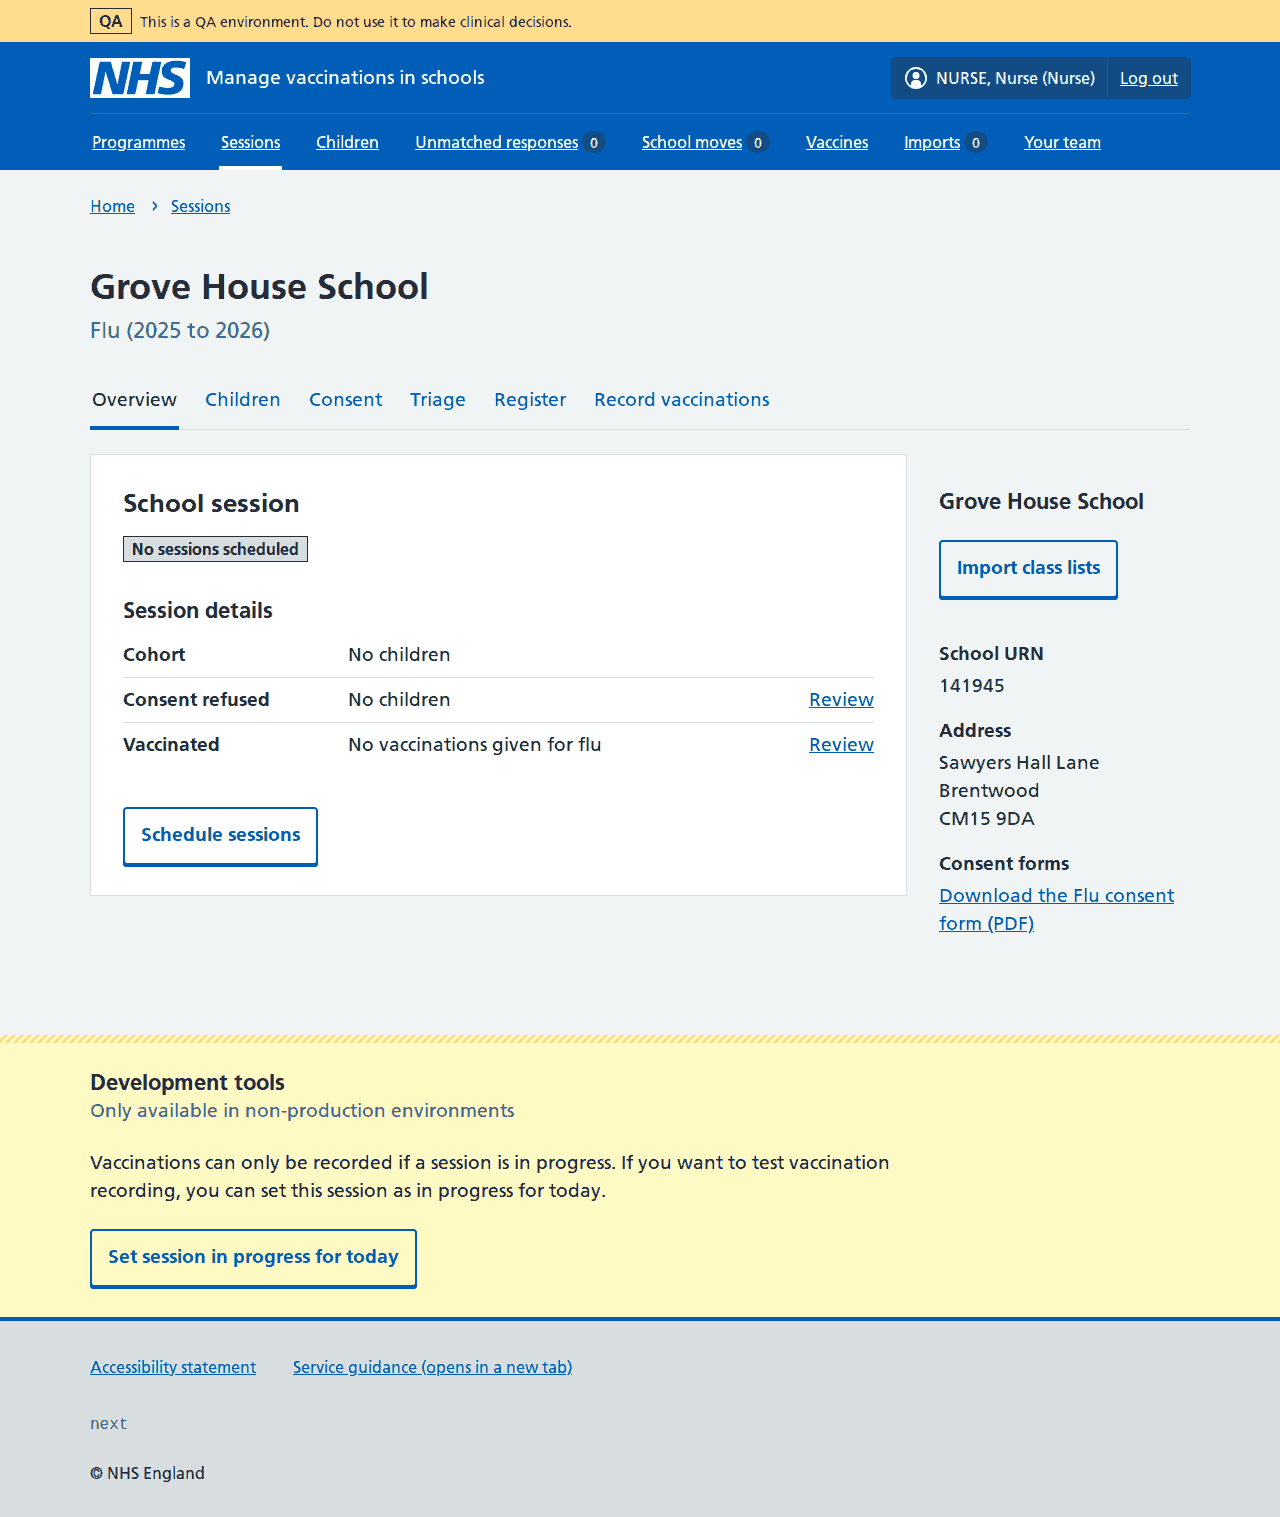 QA This is a QA environment. Do not use it to make clinical decisions.
NHS Manage vaccinations in schools NURSE, Nurse (Nurse) Log out
Programmes Sessions Children Unmatched responses 0 School moves 0 Vaccines Imports 0 Your team
Home › Sessions
Grove House School
Flu (2025 to 2026)
Overview Children Consent Triage Register Record vaccinations
School session
No sessions scheduled
Session details
Cohort No children
Consent refused No children Review
Vaccinated No vaccinations given for flu Review
Schedule sessions
Grove House School
Import class lists
School URN
141945
Address
Sawyers Hall Lane
Brentwood
CM15 9DA
Consent forms
Download the Flu consent
form (PDF)
Development tools
Only available in non-production environments
Vaccinations can only be recorded if a session is in progress. If you want to test vaccination
recording, you can set this session as in progress for today.
Set session in progress for today
Accessibility statement Service guidance (opens in a new tab)
next
© NHS England